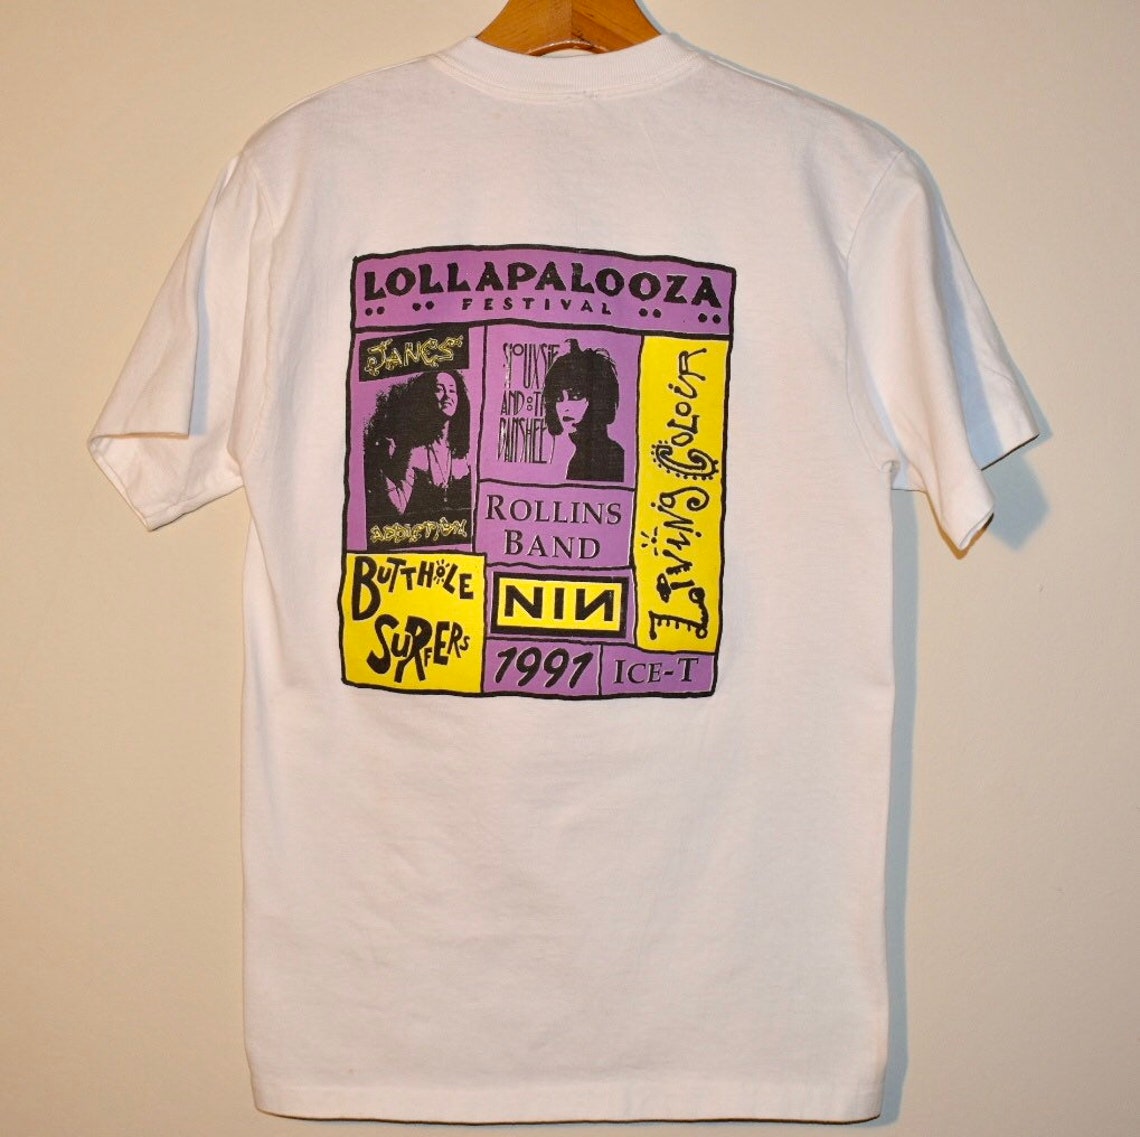 LOLLAPALOOZA
FESTIVAL
JANES
ADDICTION
SIOUXSIE
AND THE
BANSHEES
LIVING COLOUR
ROLLINS
BAND
BUTTHOLE
SURFERS
NIN
1991
ICE-T